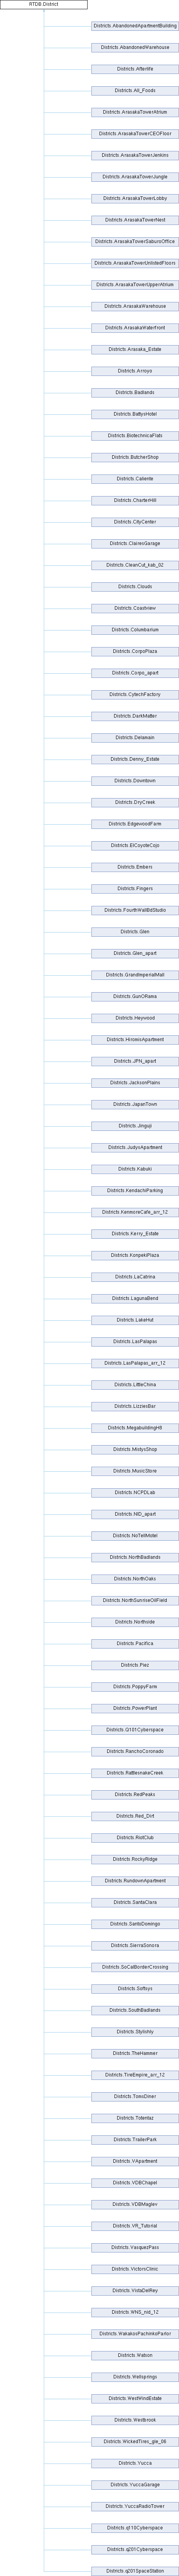 RTDB.District
Districts.AbandonedApartmentBuilding
Districts.AbandonedWarehouse
Districts.Afterlife
Districts.All_Foods
Districts.ArasakaTowerAtrium
Districts.ArasakaTowerCEOFloor
Districts.ArasakaTowerJenkins
Districts.ArasakaTowerJungle
Districts.ArasakaTowerLobby
Districts.ArasakaTowerNest
Districts.ArasakaTowerSaburoOffice
Districts.ArasakaTowerUnlistedFloors
Districts.ArasakaTowerUpperAtrium
Districts.ArasakaWarehouse
Districts.ArasakaWaterfront
Districts.Arasaka_Estate
Districts.Arroyo
Districts.Badlands
Districts.BattysHotel
Districts.BiotechnicaFlats
Districts.ButcherShop
Districts.Caliente
Districts.CharterHill
Districts.CityCenter
Districts.ClairesGarage
Districts.CleanCut_kab_02
Districts.Clouds
Districts.Coastview
Districts.Columbarium
Districts.CorpoPlaza
Districts.Corpo_apart
Districts.CytechFactory
Districts.DarkMatter
Districts.Delamain
Districts.Denny_Estate
Districts.Downtown
Districts.DryCreek
Districts.EdgewoodFarm
Districts.ElCoyoteCojo
Districts.Embers
Districts.Fingers
Districts.FourthWallBdStudio
Districts.Glen
Districts.Glen_apart
Districts.GrandImperialMall
Districts.GunORama
Districts.Heywood
Districts.HiromisApartment
Districts.JPN_apart
Districts.JacksonPlains
Districts.JapanTown
Districts.Jinguji
Districts.JudysApartment
Districts.Kabuki
Districts.KendachiParking
Districts.KenmoreCafe_arr_12
Districts.Kerry_Estate
Districts.KonpekiPlaza
Districts.LaCatrina
Districts.LagunaBend
Districts.LakeHut
Districts.LasPalapas
Districts.LasPalapas_arr_12
Districts.LittleChina
Districts.LizziesBar
Districts.MegabuildingH8
Districts.MistysShop
Districts.MusicStore
Districts.NCPDLab
Districts.NID_apart
Districts.NoTellMotel
Districts.NorthBadlands
Districts.NorthOaks
Districts.NorthSunriseOilField
Districts.Northside
Districts.Pacifica
Districts.Piez
Districts.PoppyFarm
Districts.PowerPlant
Districts.Q101Cyberspace
Districts.RanchoCoronado
Districts.RattlesnakeCreek
Districts.RedPeaks
Districts.Red_Dirt
Districts.RiotClub
Districts.RockyRidge
Districts.RundownApartment
Districts.SantaClara
Districts.SantoDomingo
Districts.SierraSonora
Districts.SoCalBorderCrossing
Districts.Softsys
Districts.SouthBadlands
Districts.Stylishly
Districts.TheHammer
Districts.TireEmpire_arr_12
Districts.TomsDiner
Districts.Totentaz
Districts.TrailerPark
Districts.VApartment
Districts.VDBChapel
Districts.VDBMaglev
Districts.VR_Tutorial
Districts.VasquezPass
Districts.VictorsClinic
Districts.VistaDelRey
Districts.WNS_nid_12
Districts.WakakosPachinkoParlor
Districts.Watson
Districts.Wellsprings
Districts.WestWindEstate
Districts.Westbrook
Districts.WickedTires_gle_06
Districts.Yucca
Districts.YuccaGarage
Districts.YuccaRadioTower
Districts.q110Cyberspace
Districts.q201Cyberspace
Districts.q201SpaceStation